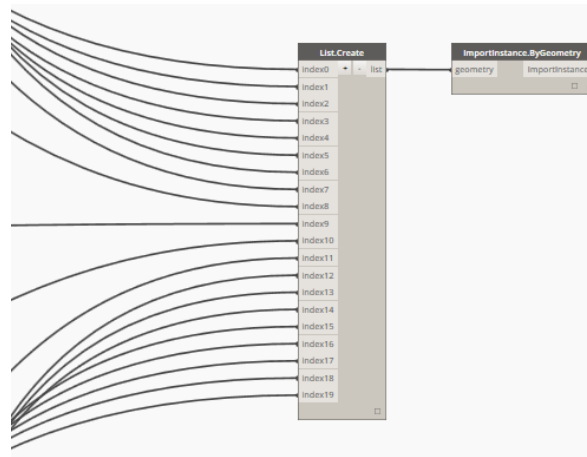 List.Create
index0 + - list
index1
index2
index3
index4
index5
index6
index7
index8
index9
index10
index11
index12
index13
index14
index15
index16
index17
index18
index19
ImportInstance.ByGeometry
geometry ImportInstance